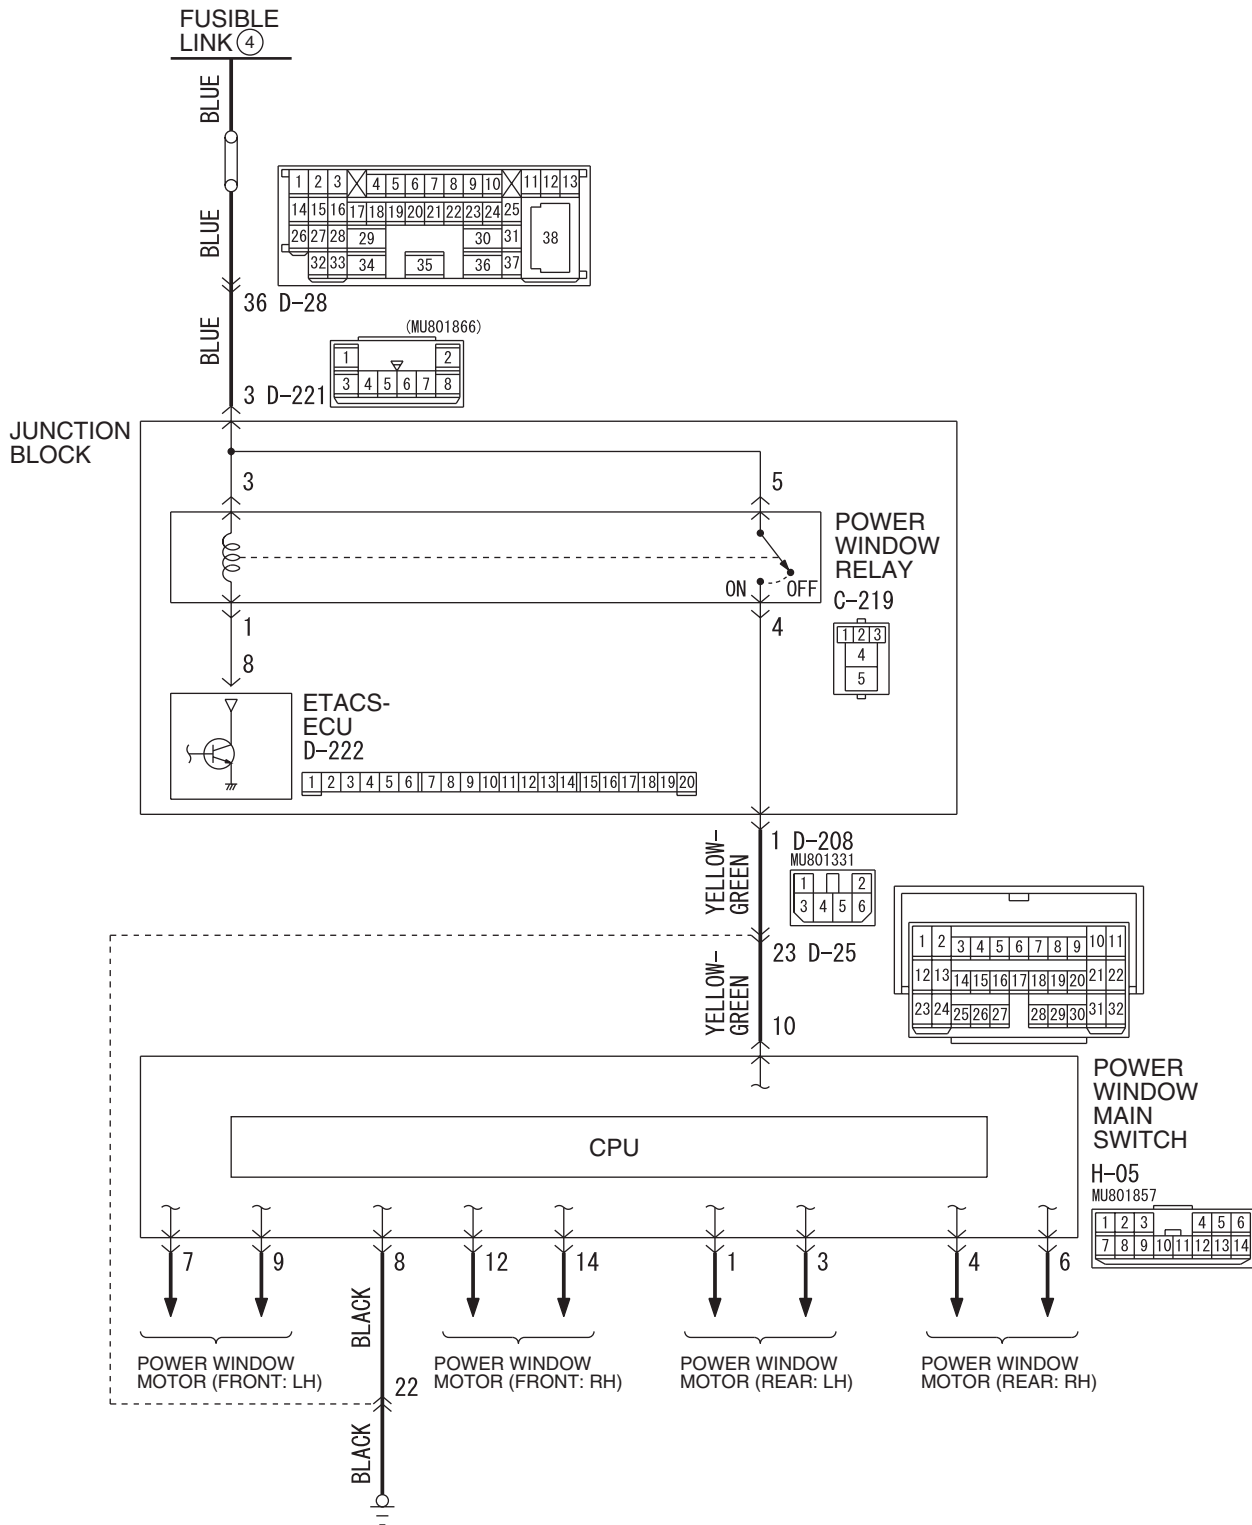 FUSIBLE
LINK 4
BLUE
BLUE
1 2 3 4 5 6 7 8 9 10 11 12 13
14 15 16 17 18 19 20 21 22 23 24 25
26 27 28 29 30 31 38
32 33 34 35 36 37
36 D-28
BLUE
(MU801866)
1 2
3 4 5 6 7 8
3 D-221
JUNCTION
BLOCK
3
5
POWER
WINDOW
RELAY
C-219
ON OFF
1 2 3
4
5
1
4
8
ETACS-
ECU
D-222
1 2 3 4 5 6 7 8 9 10 11 12 13 14 15 16 17 18 19 20
1 D-208
MU801331
1 2
3 4 5 6
YELLOW-
GREEN
23 D-25
1 2 3 4 5 6 7 8 9 10 11
12 13 14 15 16 17 18 19 20 21 22
23 24 25 26 27 28 29 30 31 32
YELLOW-
GREEN
10
POWER
WINDOW
MAIN
SWITCH
H-05
MU801857
1 2 3 4 5 6
7 8 9 10 11 12 13 14
CPU
7 9 8 12 14 1 3 4 6
BLACK
POWER WINDOW
MOTOR (FRONT: LH)
POWER WINDOW
MOTOR (FRONT: RH)
POWER WINDOW
MOTOR (REAR: LH)
POWER WINDOW
MOTOR (REAR: RH)
22
BLACK